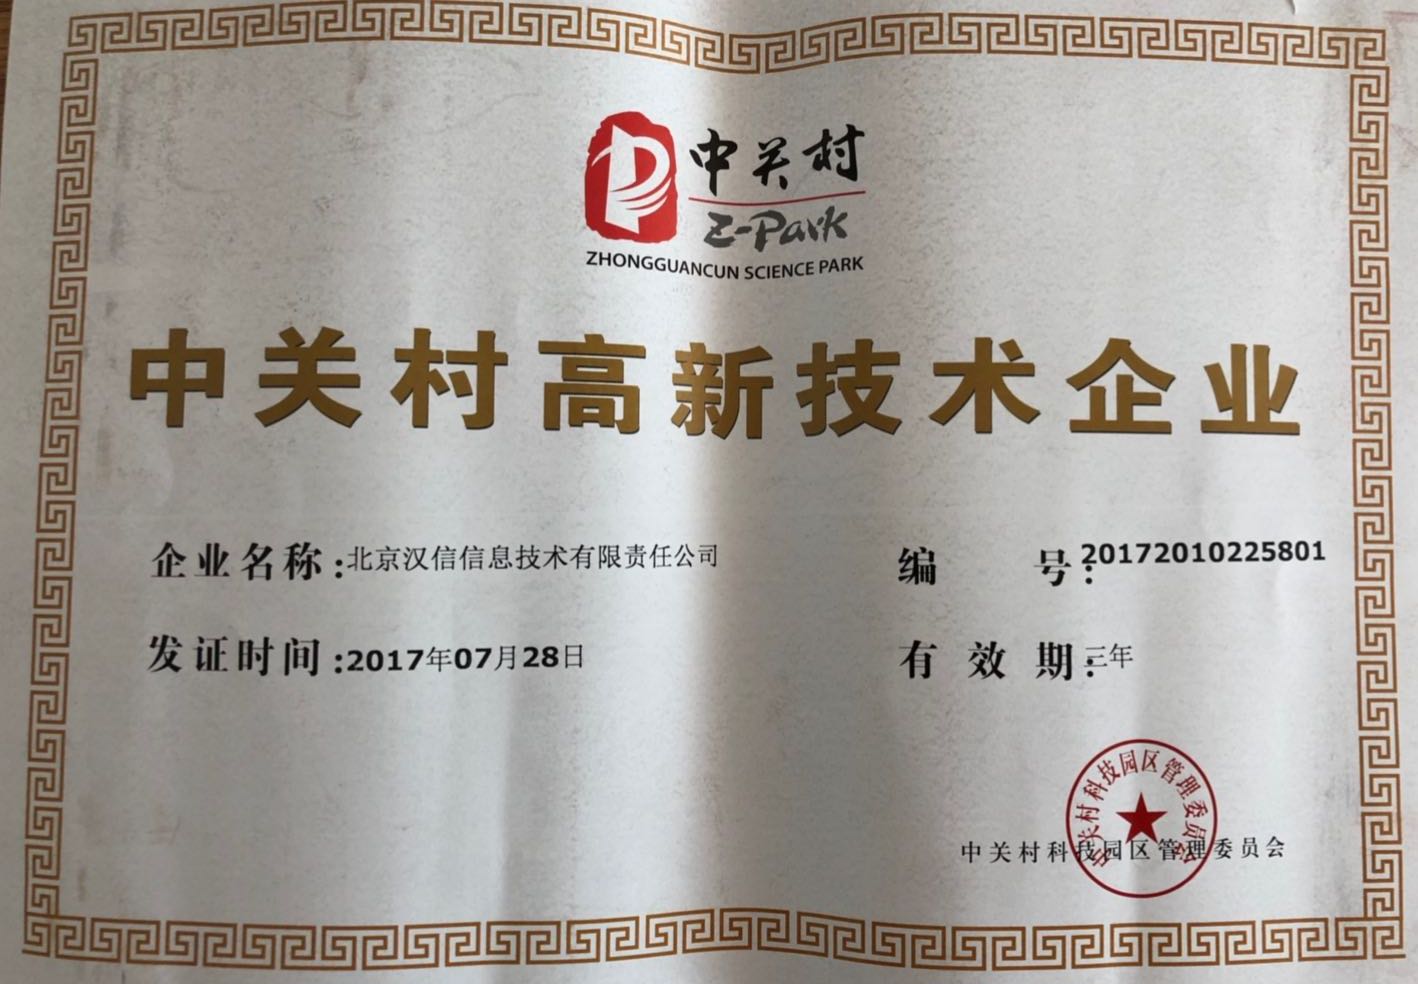 中关村
Z-Park
ZHONGGUANCUN SCIENCE PARK
中关村高新技术企业
企业名称:北京汉信信息技术有限责任公司
编 号:20172010225801
发证时间:2017年07月28日
有效期:三年
中关村科技园区管理委员会
中关村科技园区管理委员会